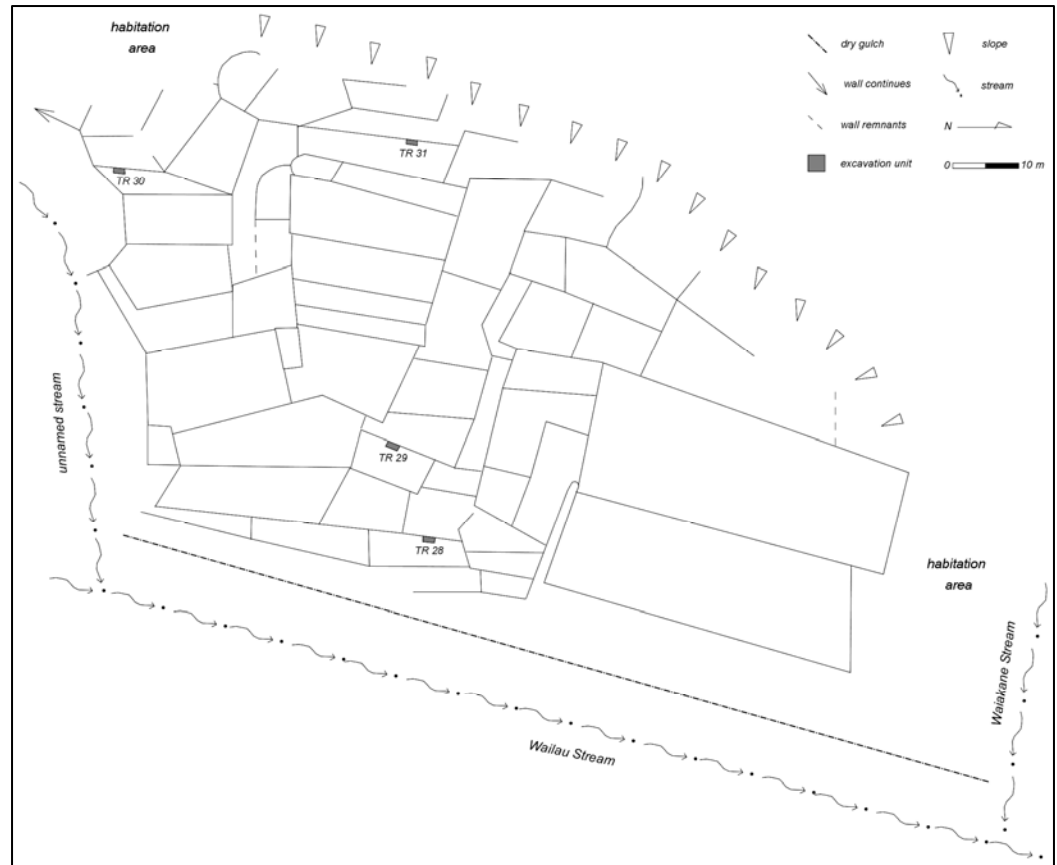 habitation
area
dry gulch
slope
wall continues
stream
wall remnants
N
excavation unit
0 10 m
TR 31
TR 30
unnamed stream
TR 29
TR 28
habitation
area
Waiakane Stream
Wailau Stream